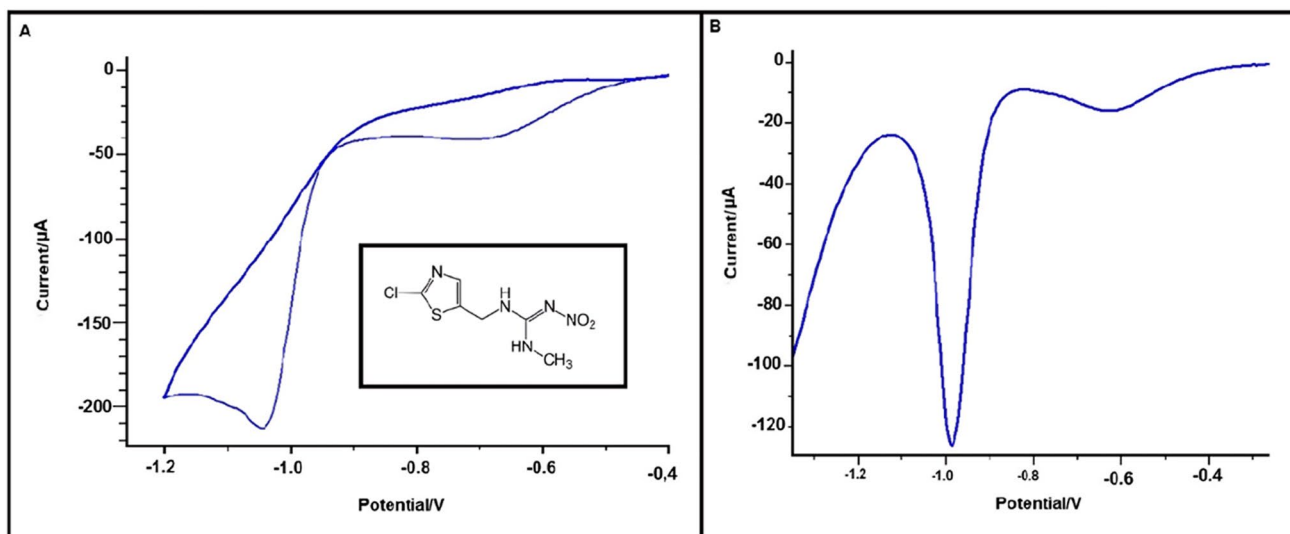 A
0
-50
-100
-150
-200
Current/µA
-1.2
-1.0
-0.8
-0.6
-0,4
Potential/V
N
Cl
S
H
N
N
NO2
HN
CH3
B
0
-20
-40
-60
-80
-100
-120
Current/µA
-1.2
-1.0
-0.8
-0.6
-0.4
Potential/V